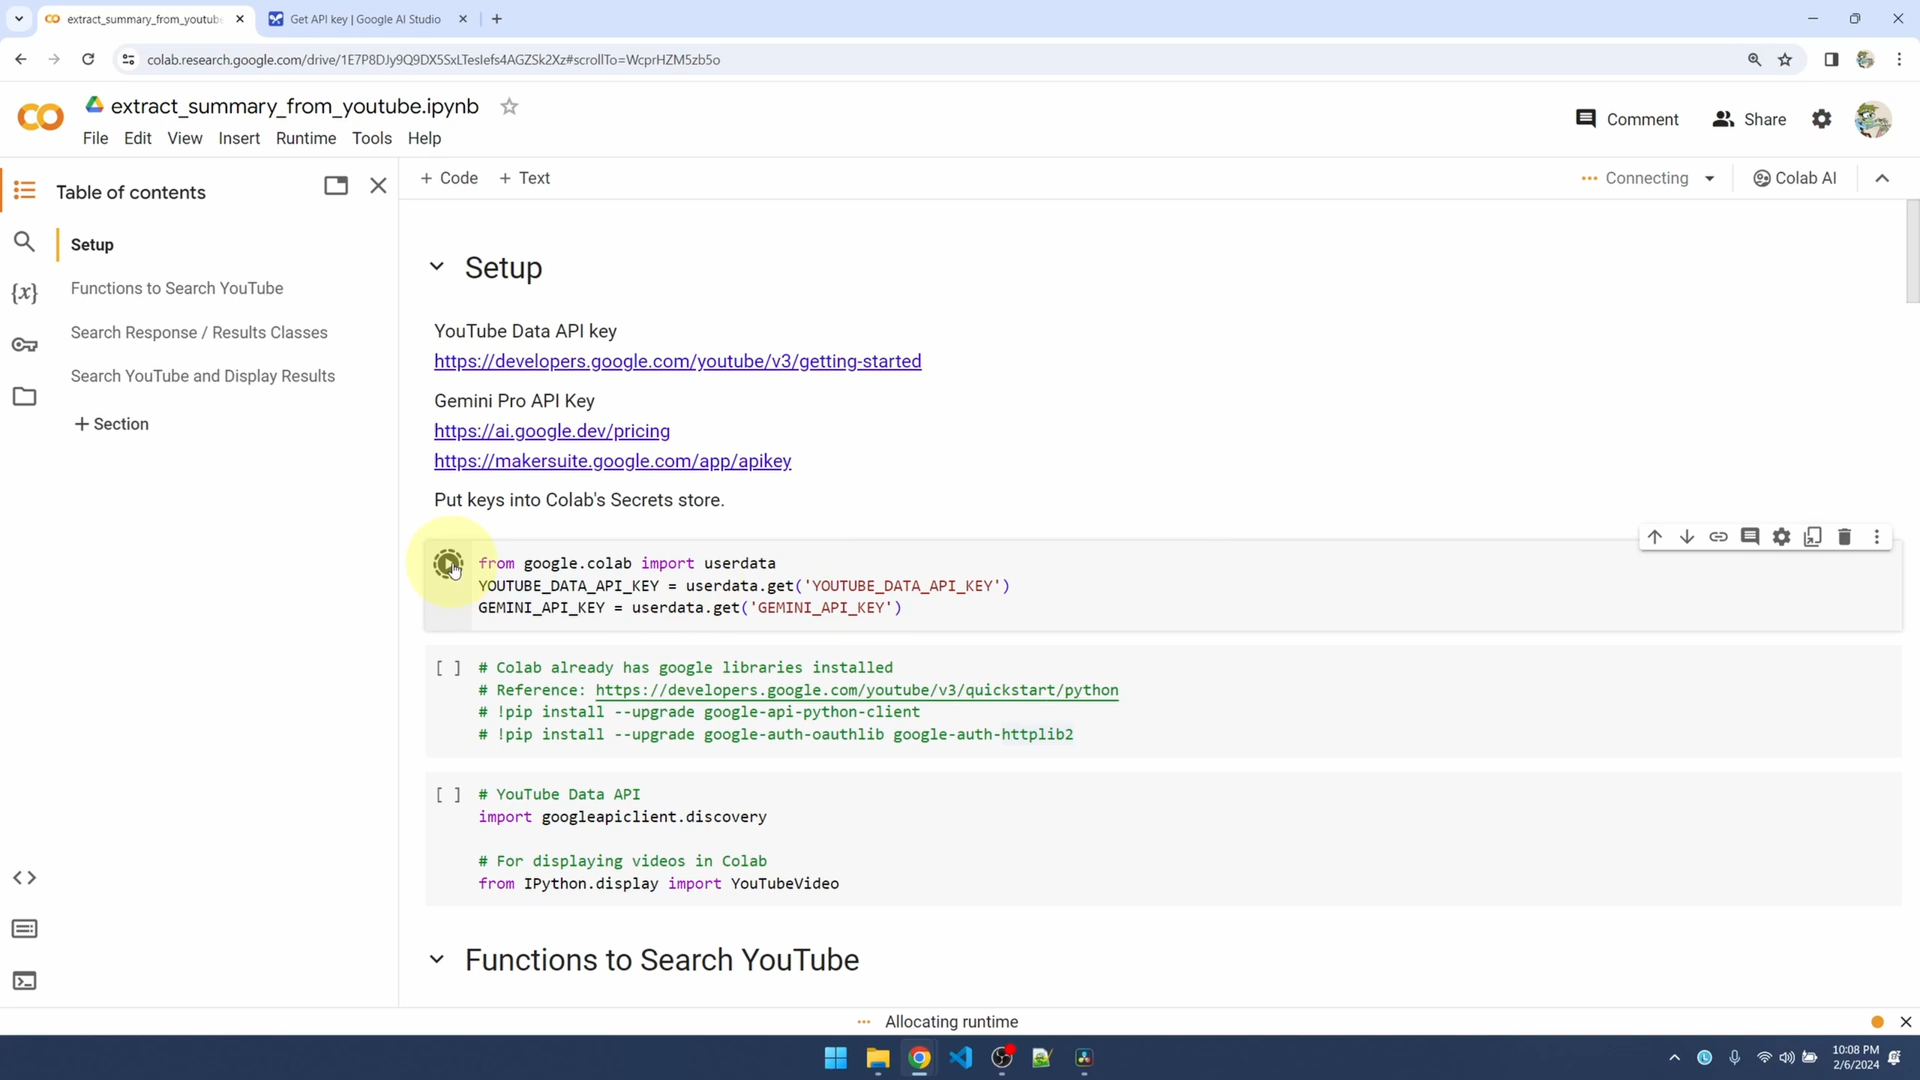 extract_summary_from_youtube
Get API key | Google AI Studio
colab.research.google.com/drive/1E7P8DJy9Q9DX5SxLTesIefs4AGZSk2Xz#scrollTo=WcprHZM5zb5o
extract_summary_from_youtube.ipynb
Comment
Share
File Edit View Insert Runtime Tools Help
Table of contents
+ Code + Text
Connecting
Colab AI
Setup
Functions to Search YouTube
Search Response / Results Classes
Search YouTube and Display Results
+ Section
{x}
Setup
YouTube Data API key
https://developers.google.com/youtube/v3/getting-started
Gemini Pro API Key
https://ai.google.dev/pricing
https://makersuite.google.com/app/apikey
Put keys into Colab's Secrets store.
from google.colab import userdata
YOUTUBE_DATA_API_KEY = userdata.get('YOUTUBE_DATA_API_KEY')
GEMINI_API_KEY = userdata.get('GEMINI_API_KEY')
[ ] # Colab already has google libraries installed
# Reference: https://developers.google.com/youtube/v3/quickstart/python
# !pip install --upgrade google-api-python-client
# !pip install --upgrade google-auth-oauthlib google-auth-httplib2
[ ] # YouTube Data API
import googleapiclient.discovery
# For displaying videos in Colab
from IPython.display import YouTubeVideo
Functions to Search YouTube
Allocating runtime
10:08 PM
2/6/2024